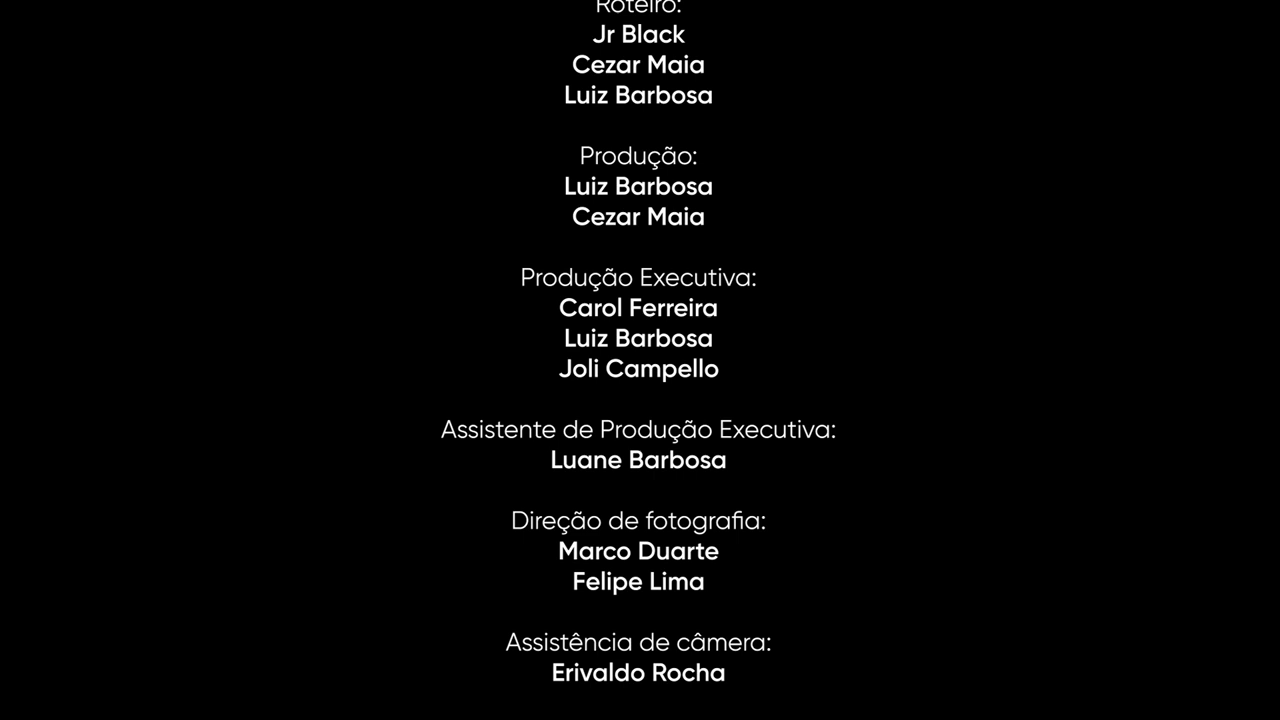 Roteiro:
Jr Black
Cezar Maia
Luiz Barbosa
Produção:
Luiz Barbosa
Cezar Maia
Produção Executiva:
Carol Ferreira
Luiz Barbosa
Joli Campello
Assistente de Produção Executiva:
Luane Barbosa
Direção de fotografia:
Marco Duarte
Felipe Lima
Assistência de câmera:
Erivaldo Rocha